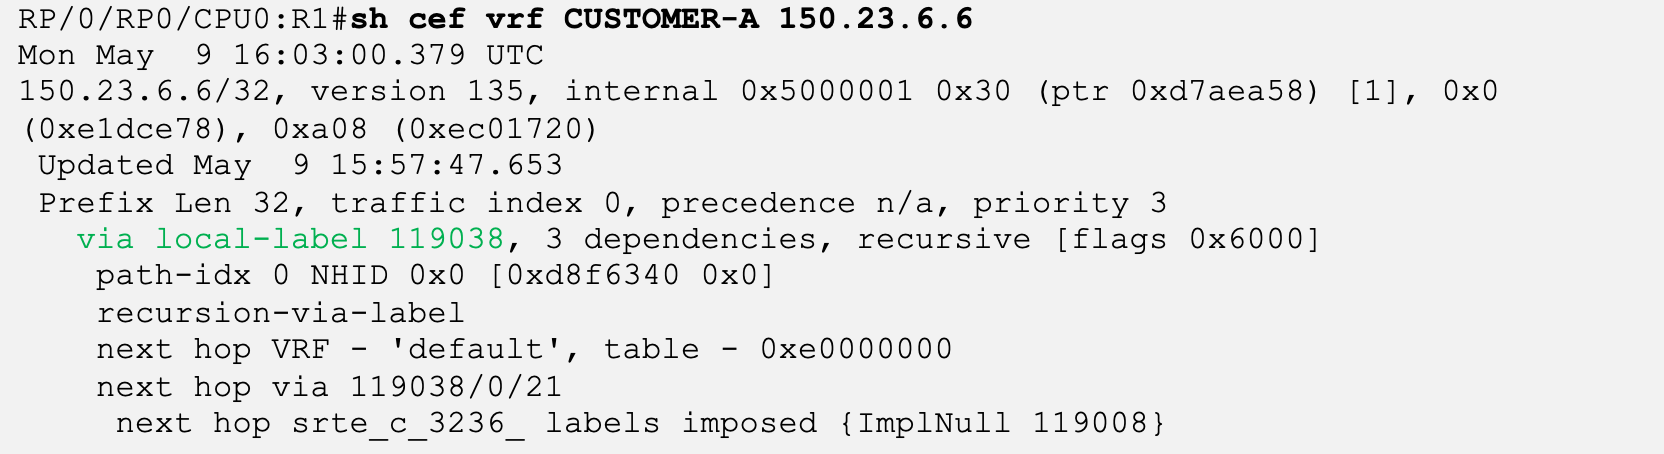 RP/0/RP0/CPU0:R1#sh cef vrf CUSTOMER-A 150.23.6.6
Mon May  9 16:03:00.379 UTC
150.23.6.6/32, version 135, internal 0x5000001 0x30 (ptr 0xd7aea58) [1], 0x0
(0xe1dce78), 0xa08 (0xec01720)
 Updated May  9 15:57:47.653
 Prefix Len 32, traffic index 0, precedence n/a, priority 3
   via local-label 119038, 3 dependencies, recursive [flags 0x6000]
    path-idx 0 NHID 0x0 [0xd8f6340 0x0]
    recursion-via-label
    next hop VRF - 'default', table - 0xe0000000
    next hop via 119038/0/21
     next hop srte_c_3236_ labels imposed {ImplNull 119008}